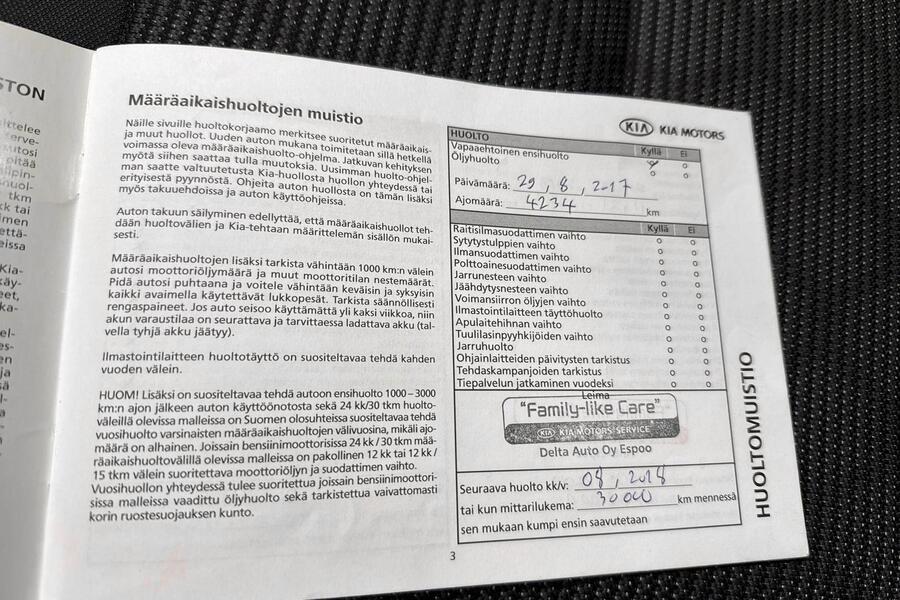 STON
Määräaikaishuoltojen muistio
Näille sivuille huoltokorjaamo merkitsee suoritetut määräaikais-
ja muut huollot. Uuden auton mukana toimitetaan sillä hetkellä
voimassa oleva määräaikaishuolto-ohjelma. Jatkuvan kehityksen
myötä siihen saattaa tulla muutoksia. Uusimman huolto-ohjel-
man saatte valtuutetusta Kia-huollosta huollon yhteydessä tai
erityisestä pyynnöstä. Ohjeita auton huollosta on tämän lisäksi
myös takuuehdoissa ja auton käyttöohjeissa.
Auton takuun säilyminen edellyttää, että määräaikaishuollot teh-
dään huoltovälien ja Kia-tehtaan määrittelemän sisällön mukai-
sesti.
Määräaikaishuoltojen lisäksi tarkista vähintään 1000 km:n välein
autosi moottoriöljymäärä ja muut moottoritilan nestemäärät.
Pidä autosi puhtaana ja voitele vähintään keväisin ja syksyisin
kaikki avaimella käytettävät lukkopesät. Tarkista säännöllisesti
rengaspaineet. Jos auto seisoo käyttämättä yli kaksi viikkoa, niin
akun varaustilaa on seurattava ja tarvittaessa ladattava akku (tal-
vella tyhjä akku jäätyy).
Ilmastointilaitteen huoltotäyttö on suositeltavaa tehdä kahden
vuoden välein.
HUOM! Lisäksi on suositeltavaa tehdä autoon ensihuolto 1000–3000
km:n ajon jälkeen auton käyttöönotosta sekä 24 kk/30 tkm huolto-
väleillä olevissa malleissa on Suomen olosuhteissa suositeltavaa tehdä
vuosihuolto varsinaisten määräaikaishuoltojen välivuosina, mikäli ajo-
määrä on alhainen. Joissain bensiinimoottorisissa 24 kk / 30 tkm mää-
räaikaishuoltovälillä olevissa malleissa on pakollinen 12 kk tai 12 kk /
15 tkm välein suoritettava moottoriöljyn ja suodattimen vaihto.
Vuosihuollon yhteydessä tulee suoritettua joissain bensiinimoottori-
sissa malleissa vaadittu öljyhuolto sekä tarkistettua vaivattomasti
korin ruostesuojauksen kunto.
KIA KIA MOTORS
HUOLTO Kyllä Ei
Vapaaehtoinen ensihuolto
Öljyhuolto
Päivämäärä: 29, 8, 2017
Ajomäärä: 4234 km
Kyllä Ei
Raitisilmasuodattimen vaihto
Sytytystulppien vaihto
Ilmansuodattimen vaihto
Polttoainesuodattimen vaihto
Jarrunesteen vaihto
Jäähdytysnesteen vaihto
Voimansiirron öljyjen vaihto
Ilmastointilaitteen täyttöhuolto
Apulaitehihnan vaihto
Tuulilasinpyyhkijöiden vaihto
Jarruhuolto
Ohjainlaitteiden päivitysten tarkistus
Tehdaskampanjoiden tarkistus
Tiepalvelun jatkaminen vuodeksi
Leima
"Family-like Care"
KIA KIA MOTORS SERVICE
Delta Auto Oy Espoo
Seuraava huolto kk/v: 08, 2018
tai kun mittarilukema: 30000 km mennessä
sen mukaan kumpi ensin saavutetaan
HUOLTOMUISTIO
3